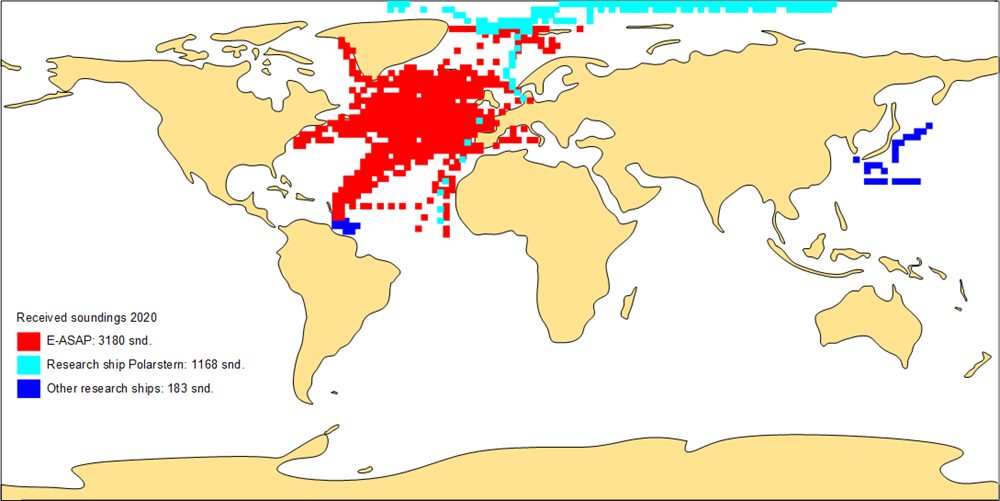 Received soundings 2020
E-ASAP: 3180 snd.
Research ship Polarstern: 1168 snd.
Other research ships: 183 snd.